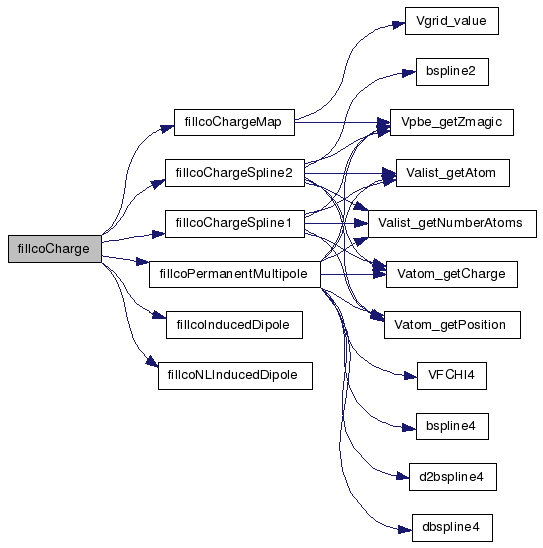 fillcoCharge
fillcoChargeMap
fillcoChargeSpline2
fillcoChargeSpline1
fillcoPermanentMultipole
fillcoInducedDipole
fillcoNLInducedDipole
Vgrid_value
bspline2
Vpbe_getZmagic
Valist_getAtom
Valist_getNumberAtoms
Vatom_getCharge
Vatom_getPosition
VFCHI4
bspline4
d2bspline4
dbspline4